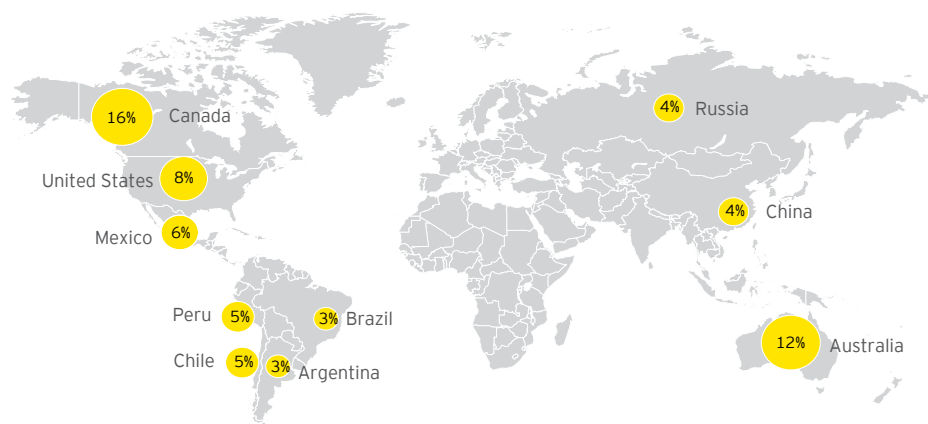 16% Canada
4% Russia
United States 8%
4% China
Mexico 6%
Peru 5%
3% Brazil
12% Australia
Chile 5%
3% Argentina